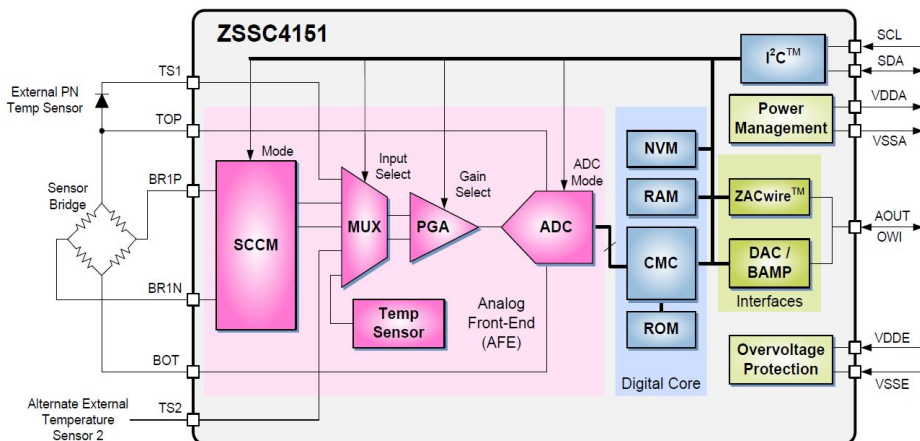 ZSSC4151
SCL
I²C™
SDA
TS1
External PN
Temp Sensor
TOP
Power
Management
VDDA
VSSA
Mode
Input
Select
Gain
Select
ADC
Mode
NVM
Sensor
Bridge
BR1P
SCCM
MUX
PGA
ADC
RAM
ZACwire™
CMC
AOUT
OWI
DAC /
BAMP
Interfaces
BR1N
Temp
Sensor
Analog
Front-End
(AFE)
ROM
BOT
Digital Core
Overvoltage
Protection
VDDE
VSSE
Alternate External
Temperature
Sensor 2
TS2